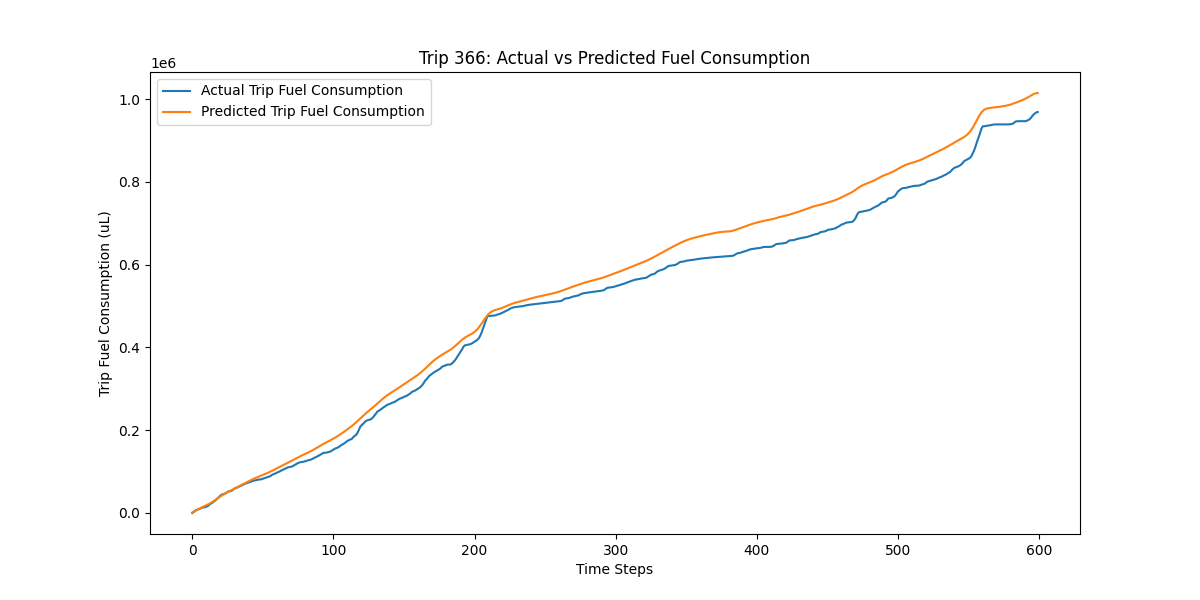 Trip 366: Actual vs Predicted Fuel Consumption
1e6
Actual Trip Fuel Consumption
Predicted Trip Fuel Consumption
Trip Fuel Consumption (uL)
1.0
0.8
0.6
0.4
0.2
0.0
0 100 200 300 400 500 600
Time Steps